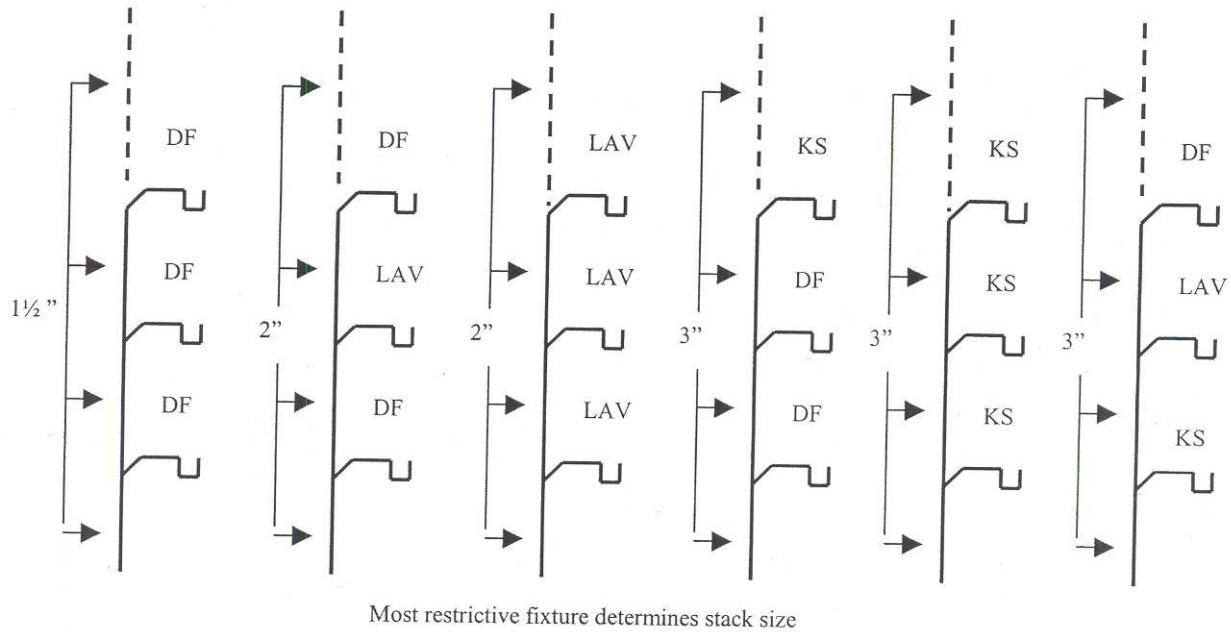 DF DF LAV KS KS DF
DF LAV LAV DF KS LAV
1½ ” 2” 2” 3” 3” 3”
DF DF LAV DF KS KS
Most restrictive fixture determines stack size